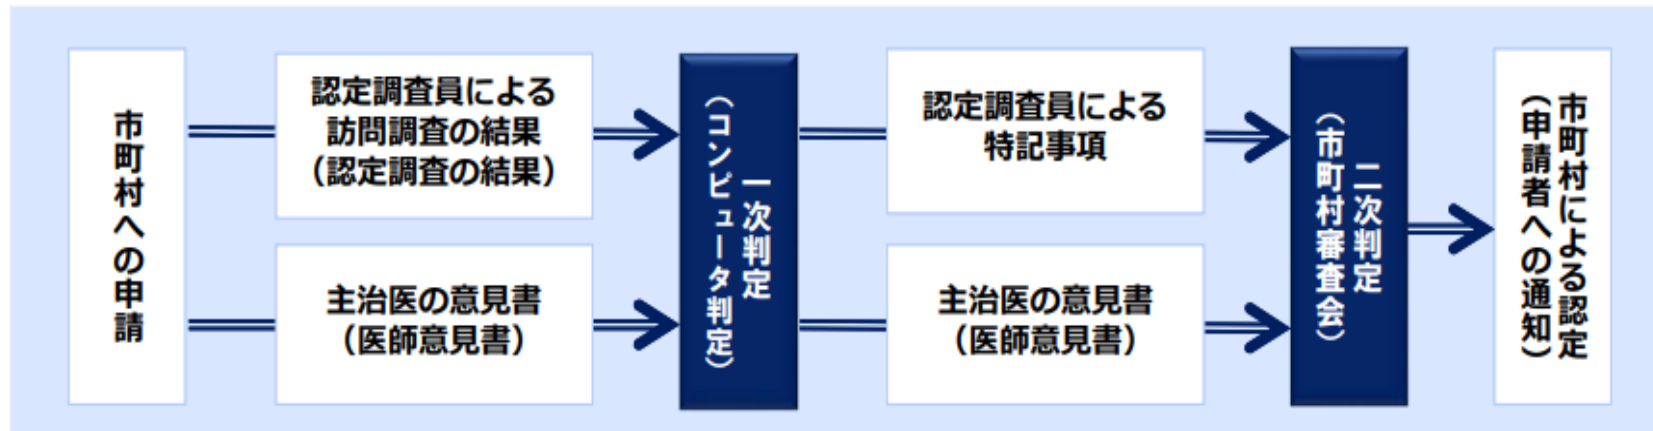 市町村への申請
認定調査員による
訪問調査の結果
（認定調査の結果）
主治医の意見書
（医師意見書）
一次判定
（コンピュータ判定）
認定調査員による
特記事項
主治医の意見書
（医師意見書）
二次判定
（市町村審査会）
市町村による認定
（申請者への通知）